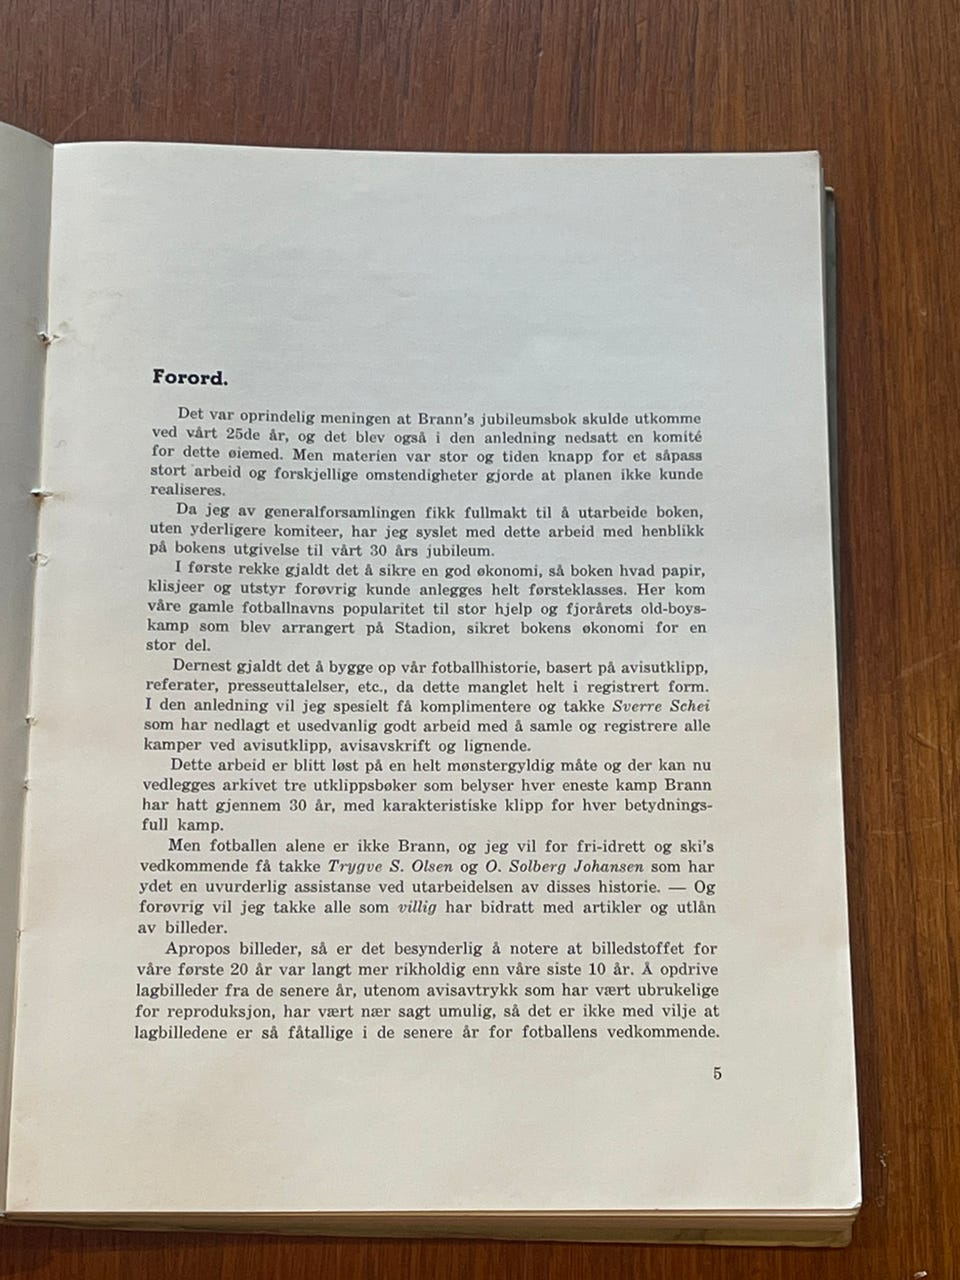 Forord.
Det var oprindelig meningen at Brann's jubileumsbok skulde utkomme
ved vårt 25de år, og det blev også i den anledning nedsatt en komité
for dette øiemed. Men materien var stor og tiden knapp for et såpass
stort arbeid og forskjellige omstendigheter gjorde at planen ikke kunde
realiseres.
Da jeg av generalforsamlingen fikk fullmakt til å utarbeide boken,
uten yderligere komiteer, har jeg syslet med dette arbeid med henblikk
på bokens utgivelse til vårt 30 års jubileum.
I første rekke gjaldt det å sikre en god økonomi, så boken hvad papir,
klisjeer og utstyr forøvrig kunde anlegges helt førsteklasses. Her kom
våre gamle fotballnavns popularitet til stor hjelp og fjorårets old-boys-
kamp som blev arrangert på Stadion, sikret bokens økonomi for en
stor del.
Dernest gjaldt det å bygge op vår fotballhistorie, basert på avisutklipp,
referater, presseuttalelser, etc., da dette manglet helt i registrert form.
I den anledning vil jeg spesielt få komplimentere og takke Sverre Schei
som har nedlagt et usedvanlig godt arbeid med å samle og registrere alle
kamper ved avisutklipp, avisavskrift og lignende.
Dette arbeid er blitt løst på en helt mønstergyldig måte og der kan nu
vedlegges arkivet tre utklippsbøker som belyser hver eneste kamp Brann
har hatt gjennem 30 år, med karakteristiske klipp for hver betydnings-
full kamp.
Men fotballen alene er ikke Brann, og jeg vil for fri-idrett og ski's
vedkommende få takke Trygve S. Olsen og O. Solberg Johansen som har
ydet en uvurderlig assistanse ved utarbeidelsen av disses historie. — Og
forøvrig vil jeg takke alle som villig har bidratt med artikler og utlån
av billeder.
Apropos billeder, så er det besynderlig å notere at billedstoffet for
våre første 20 år var langt mer rikholdig enn våre siste 10 år. Å opdrive
lagbilleder fra de senere år, utenom avisavtrykk som har vært ubrukelige
for reproduksjon, har vært nær sagt umulig, så det er ikke med vilje at
lagbilledene er så fåtallige i de senere år for fotballens vedkommende.
5